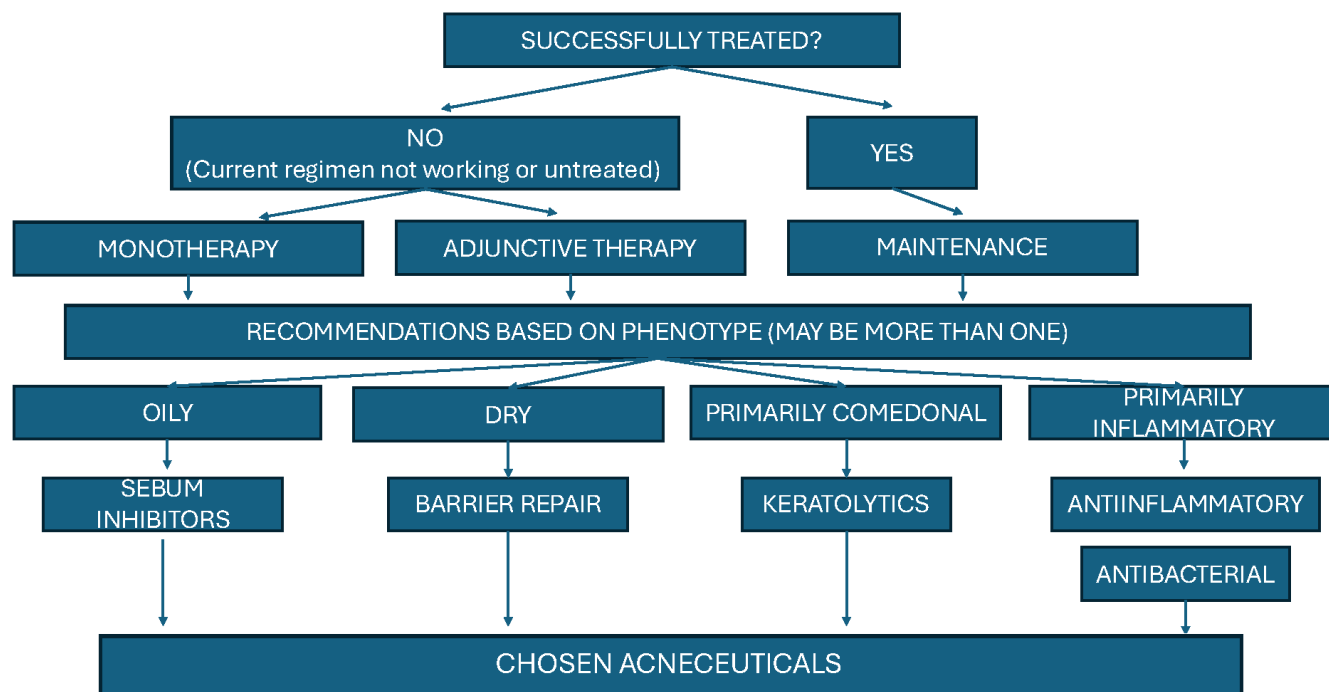 SUCCESSFULLY TREATED?
NO
(Current regimen not working or untreated)
YES
MONOTHERAPY
ADJUNCTIVE THERAPY
MAINTENANCE
RECOMMENDATIONS BASED ON PHENOTYPE (MAY BE MORE THAN ONE)
OILY
DRY
PRIMARILY COMEDONAL
PRIMARILY
INFLAMMATORY
SEBUM
INHIBITORS
BARRIER REPAIR
KERATOLYTICS
ANTIINFLAMMATORY
ANTIBACTERIAL
CHOSEN ACNECEUTICALS